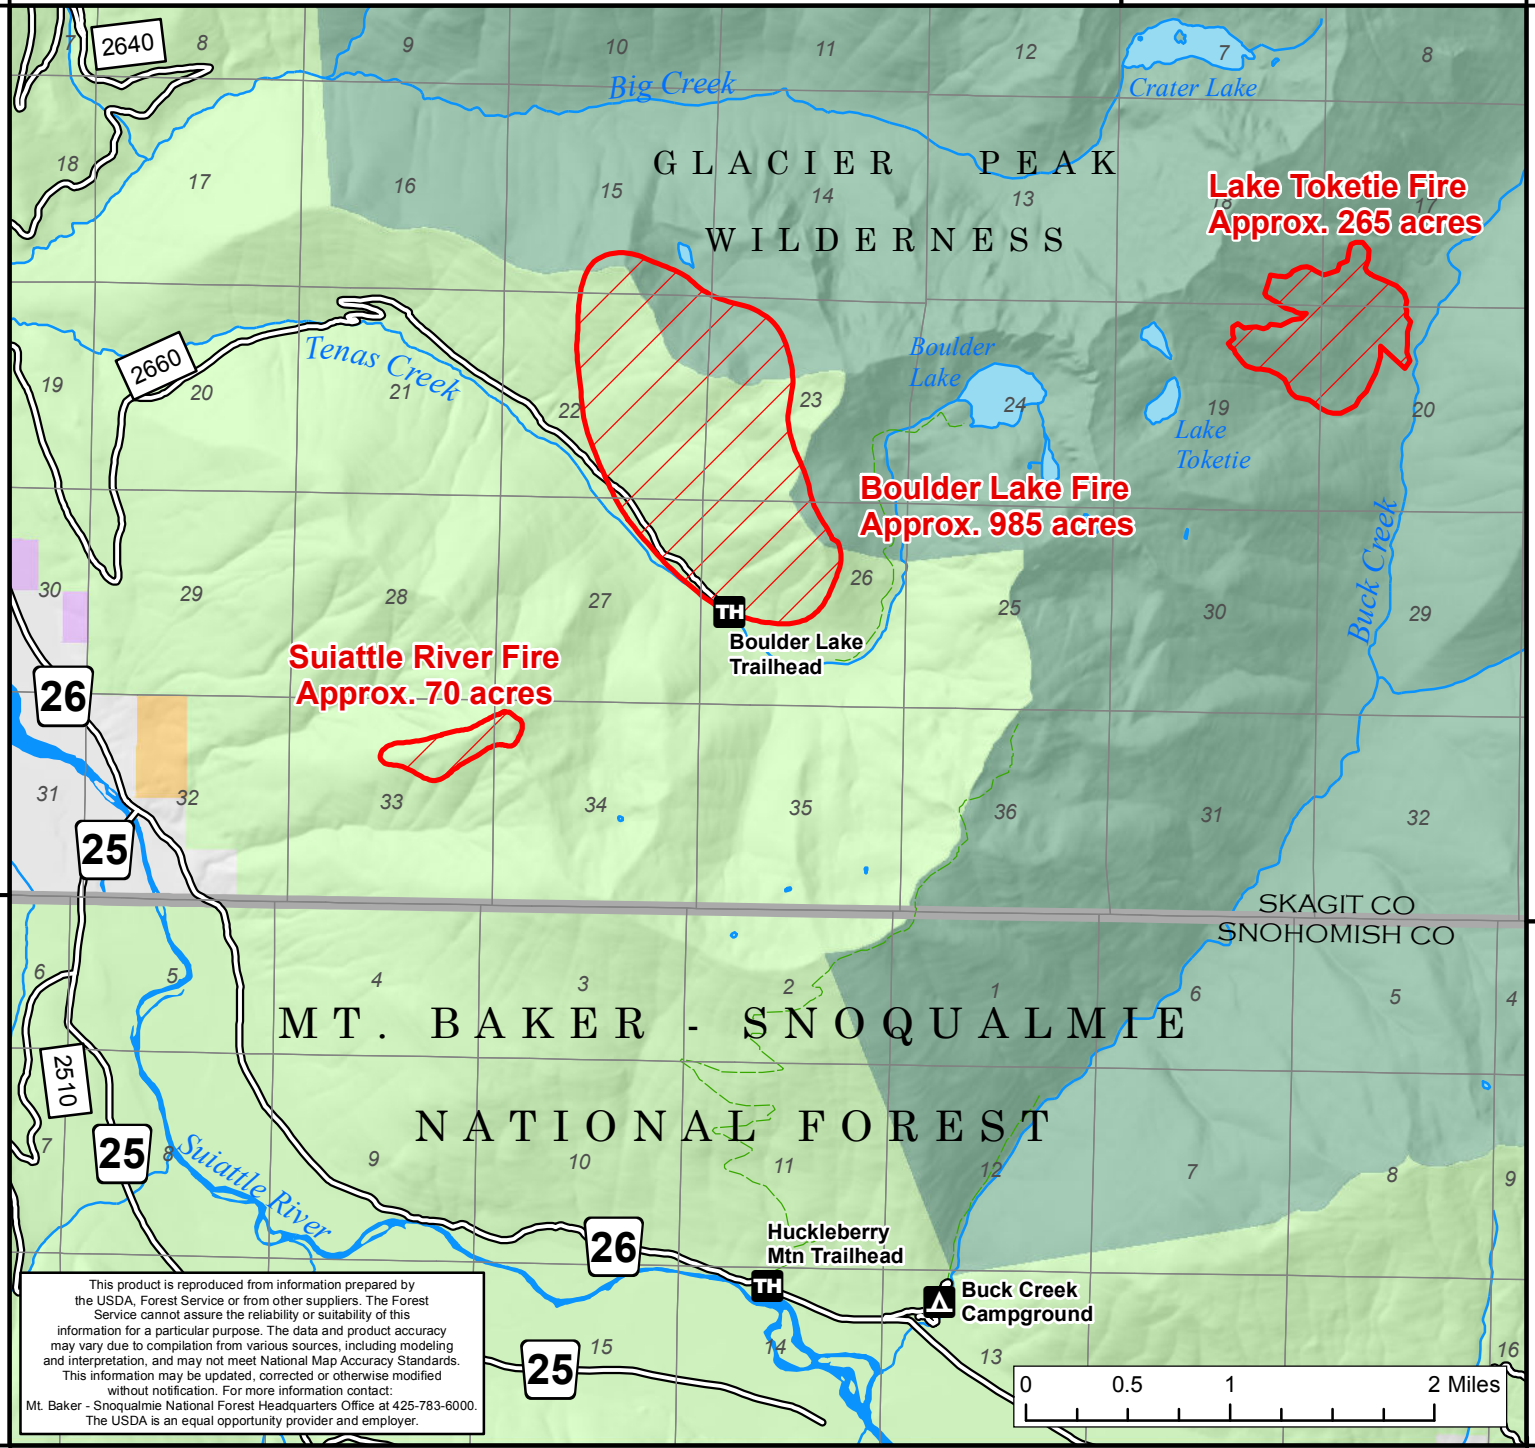 7
2640
8
9
10
11
12
7
8
Big Creek
Crater Lake
GLACIER PEAK
WILDERNESS
18
17
16
15
14
13
18
17
Lake Toketie Fire
Approx. 265 acres
2660
Tenas Creek
19
20
21
22
23
Boulder
Lake
24
19
Lake
Toketie
20
Boulder Lake Fire
Approx. 985 acres
Buck Creek
30
29
28
27
26
25
30
29
TH
Boulder Lake
Trailhead
Suiattle River Fire
Approx. 70 acres
26
31
32
33
34
35
36
31
32
25
SKAGIT CO
SNOHOMISH CO
6
5
4
3
2
1
6
5
4
MT. BAKER - SNOQUALMIE
NATIONAL FOREST
2510
7
25
8
Suiattle River
9
10
11
12
7
8
9
26
Huckleberry
Mtn Trailhead
TH
Buck Creek
Campground
25
15
14
13
16
This product is reproduced from information prepared by
the USDA, Forest Service or from other suppliers. The Forest
Service cannot assure the reliability or suitability of this
information for a particular purpose. The data and product accuracy
may vary due to compilation from various sources, including modeling
and interpretation, and may not meet National Map Accuracy Standards.
This information may be updated, corrected or otherwise modified
without notification. For more information contact:
Mt. Baker - Snoqualmie National Forest Headquarters Office at 425-783-6000.
The USDA is an equal opportunity provider and employer.
0 0.5 1 2 Miles